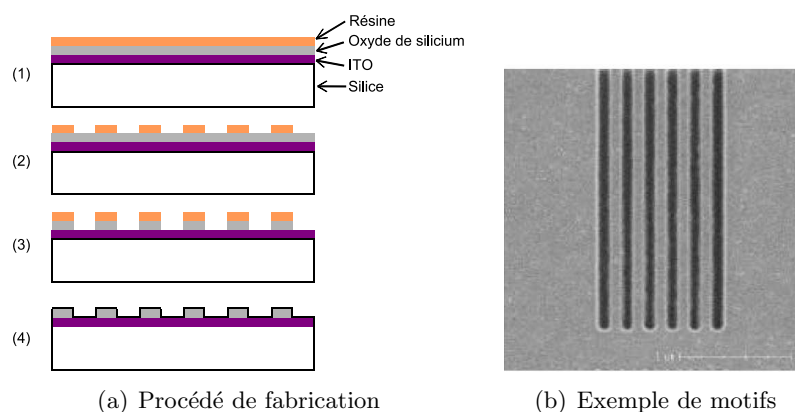 Résine
Oxyde de silicium
ITO
Silice
(1)
(2)
(3)
(4)
(a) Procédé de fabrication
(b) Exemple de motifs